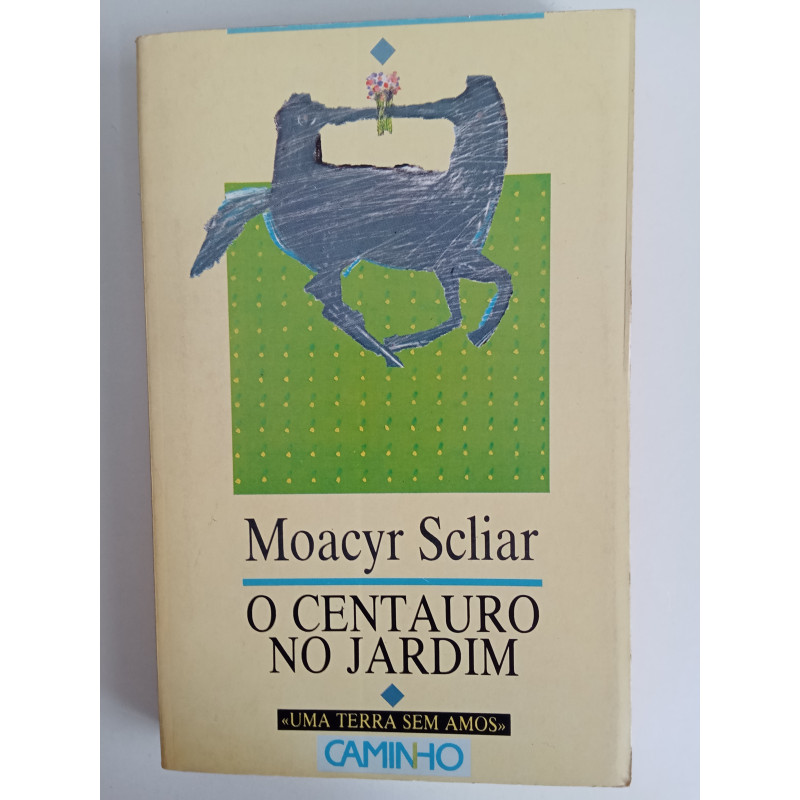 Moacyr Scliar
O CENTAURO
NO JARDIM
«UMA TERRA SEM AMOS»
CAMINHO